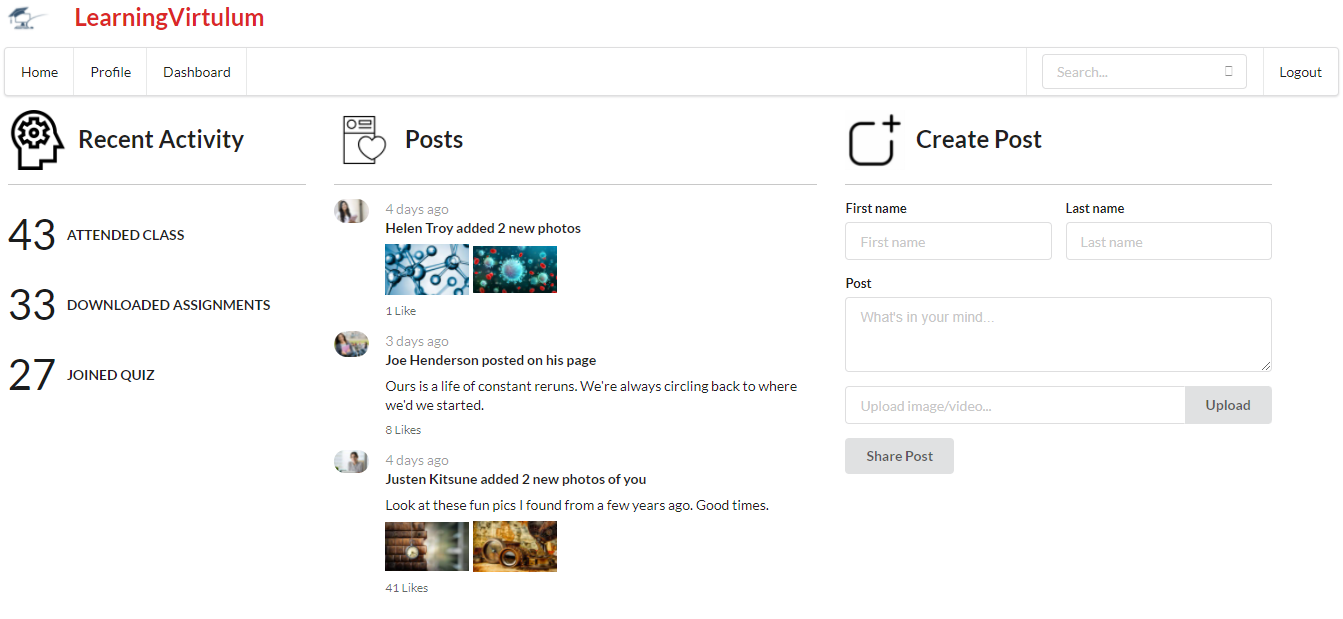 LearningVirtulum
Home
Profile
Dashboard
Search...
Logout
Recent Activity
43 ATTENDED CLASS
33 DOWNLOADED ASSIGNMENTS
27 JOINED QUIZ
Posts
4 days ago
Helen Troy added 2 new photos
1 Like
3 days ago
Joe Henderson posted on his page
Ours is a life of constant reruns. We're always circling back to where
we'd we started.
8 Likes
4 days ago
Justen Kitsune added 2 new photos of you
Look at these fun pics I found from a few years ago. Good times.
41 Likes
Create Post
First name
Last name
First name
Last name
Post
What's in your mind...
Upload image/video...
Upload
Share Post